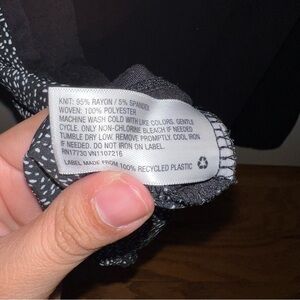 KNIT: 95% RAYON / 5% SPANDEX
WOVEN: 100% POLYESTER
MACHINE WASH COLD WITH LIKE COLORS. GENTLE
CYCLE. ONLY NON-CHLORINE BLEACH IF NEEDED
TUMBLE DRY LOW. REMOVE PROMPTLY. COOL IRON
IF NEEDED. DO NOT IRON ON LABEL.
RN17730 VN1107216
LABEL MADE FROM 100% RECYCLED PLASTIC